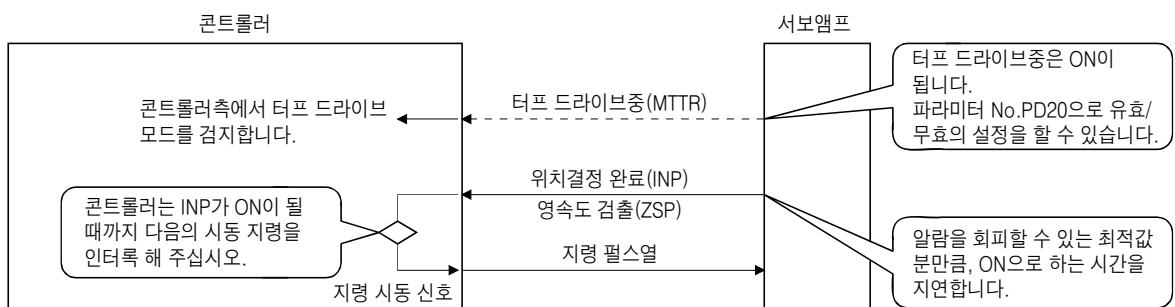 콘트롤러
서보앰프
터프 드라이브중은 ON이
됩니다.
파라미터 No.PD20으로 유효/
무효의 설정을 할 수 있습니다.
터프 드라이브중(MTTR)
콘트롤러측에서 터프 드라이브
모드를 검지합니다.
위치결정 완료(INP)
영속도 검출(ZSP)
콘트롤러는 INP가 ON이 될
때까지 다음의 시동 지령을
인터록 해 주십시오.
지령 펄스열
지령 시동 신호
알람을 회피할 수 있는 최적값
분만큼, ON으로 하는 시간을
지연합니다.